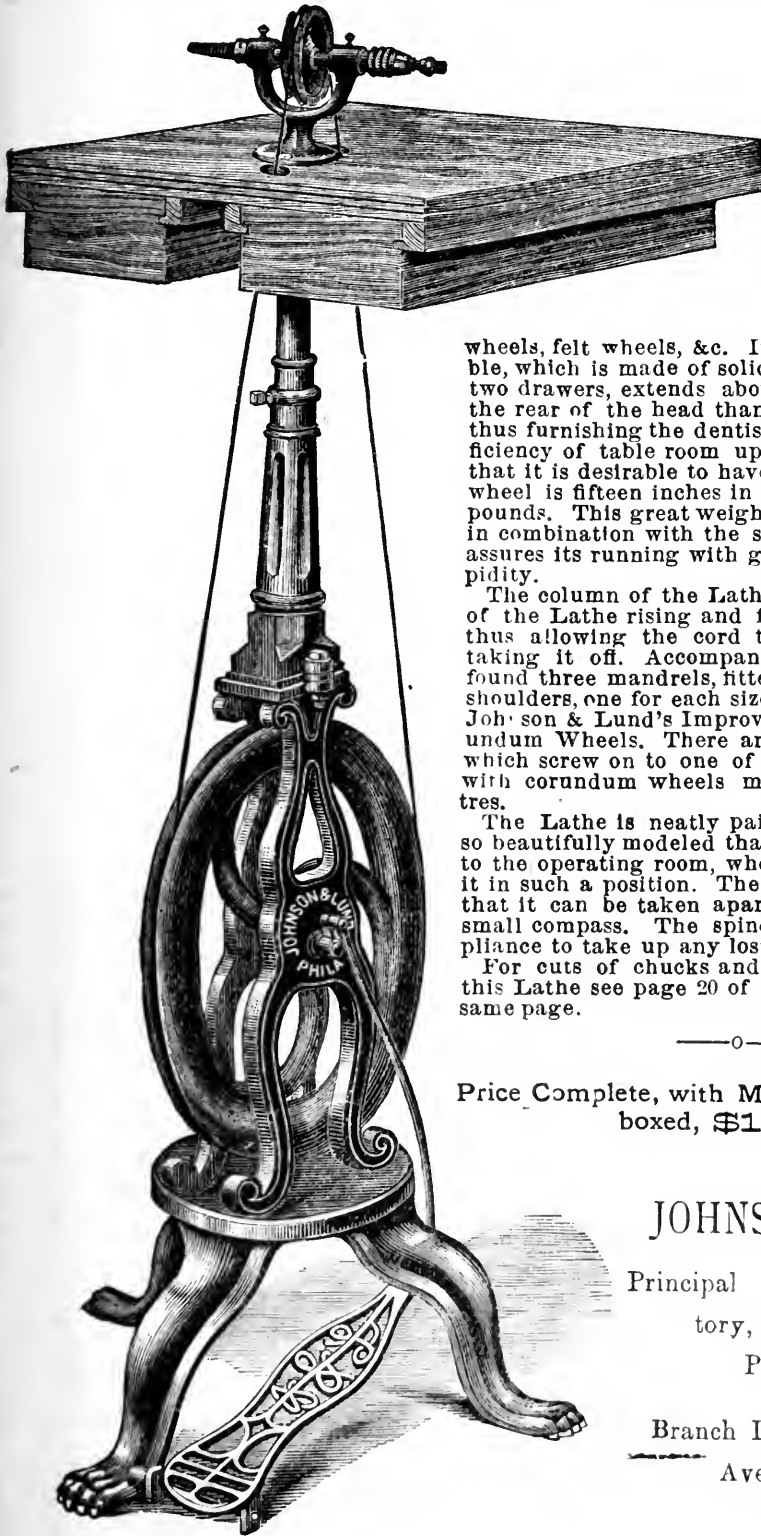 JOHNSON & LUND
PHILA
wheels, felt wheels, &c. I
ble, which is made of solid
two drawers, extends abo
the rear of the head than
thus furnishing the dentis
ficiency of table room up
that it is desirable to have
wheel is fifteen inches in
pounds. This great weigh
in combination with the s
assures its running with g
pidity.
The column of the Lath
of the Lathe rising and f
thus allowing the cord t
taking it off. Accompan
found three mandrels, fitte
shoulders, one for each size
Joh son & Lund's Improv
undum Wheels. There ar
which screw on to one of
with corundum wheels m
tres.
The Lathe is neatly pai
so beautifully modeled tha
to the operating room, whe
it in such a position. The
that it can be taken apar
small compass. The spin
pliance to take up any los
For cuts of chucks and
this Lathe see page 20 of
same page.
—o—
Price Complete, with M
boxed, $1
JOHNS
Principal
tory,
P
Branch
Ave